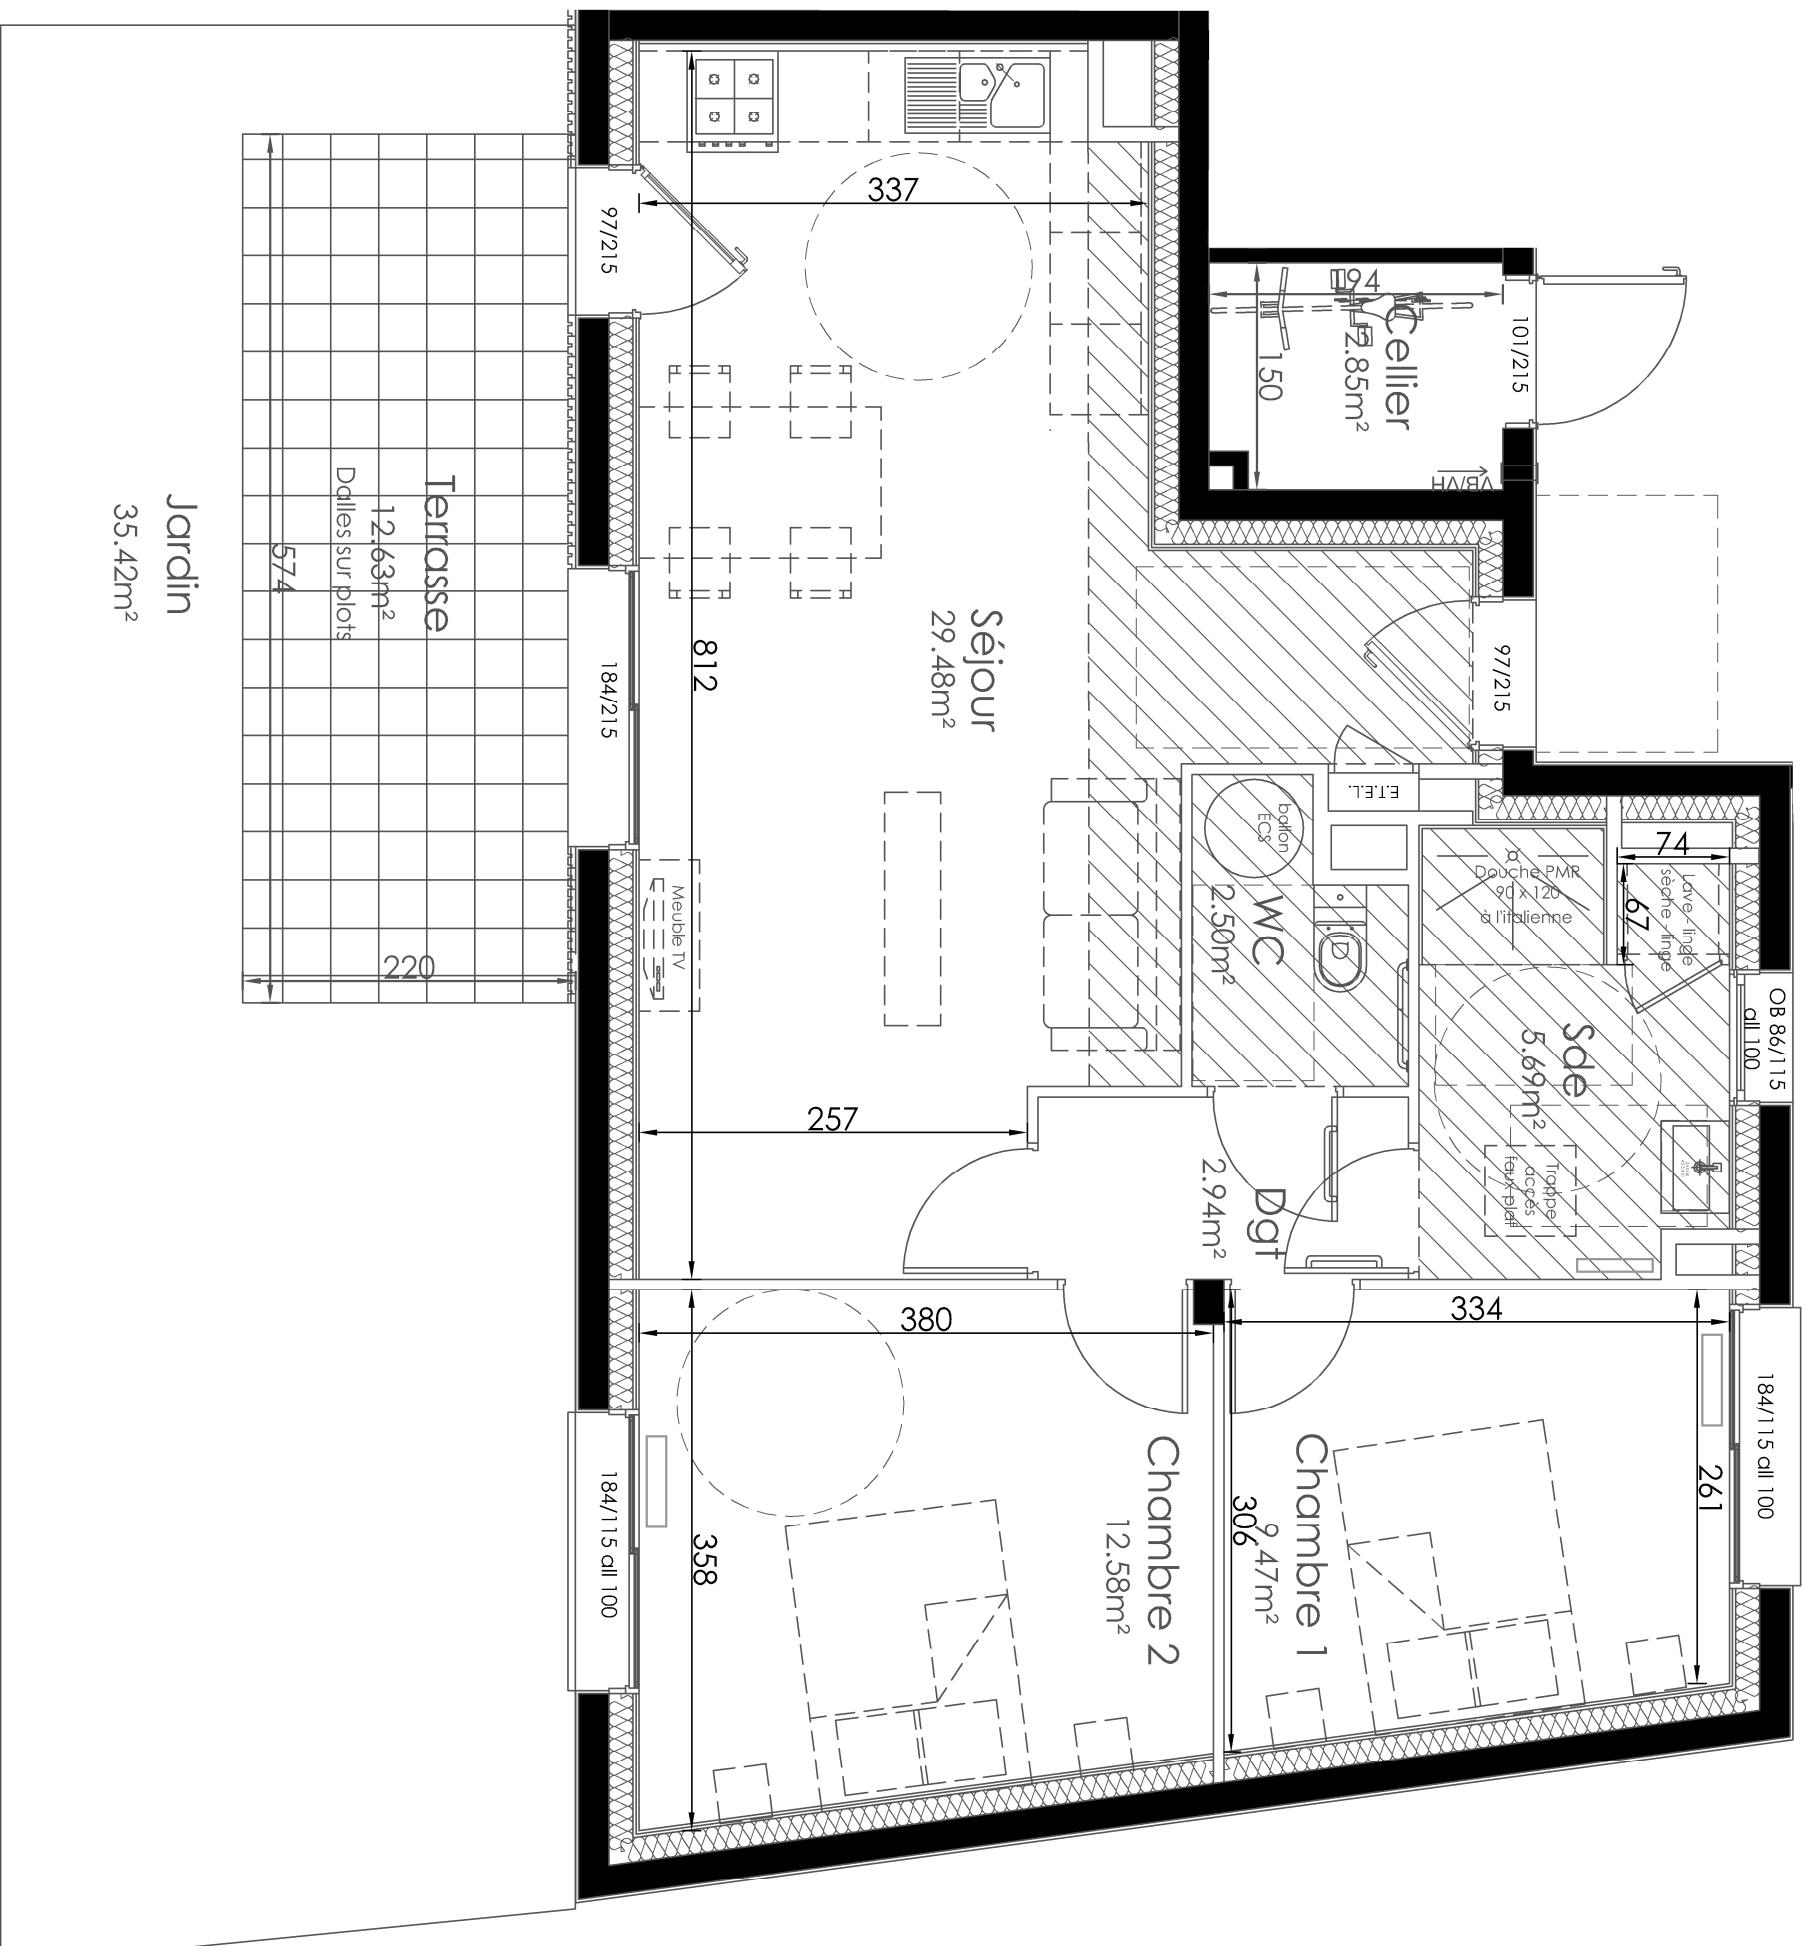 337
97/215
94
Cellier
2.85m²
150
101/215
VB/VH
Terrasse
12.63m²
Dalles sur plots
574
Jardin
35.42m²
220
184/215
812
Séjour
29.48m²
97/215
E.T.E.L.
ballon
ECS
WC
2.50m²
Douche PMR
90 x 120
à l'italienne
74
67
Lave - linge
sèche - linge
OB 86/115
all 100
Sde
5.69m²
Trappe
accès
faux plaf
Meuble TV
257
Dgt
2.94m²
380
334
184/115 all 100
261
306
Chambre 1
9.47m²
Chambre 2
12.58m²
358
184/115 all 100